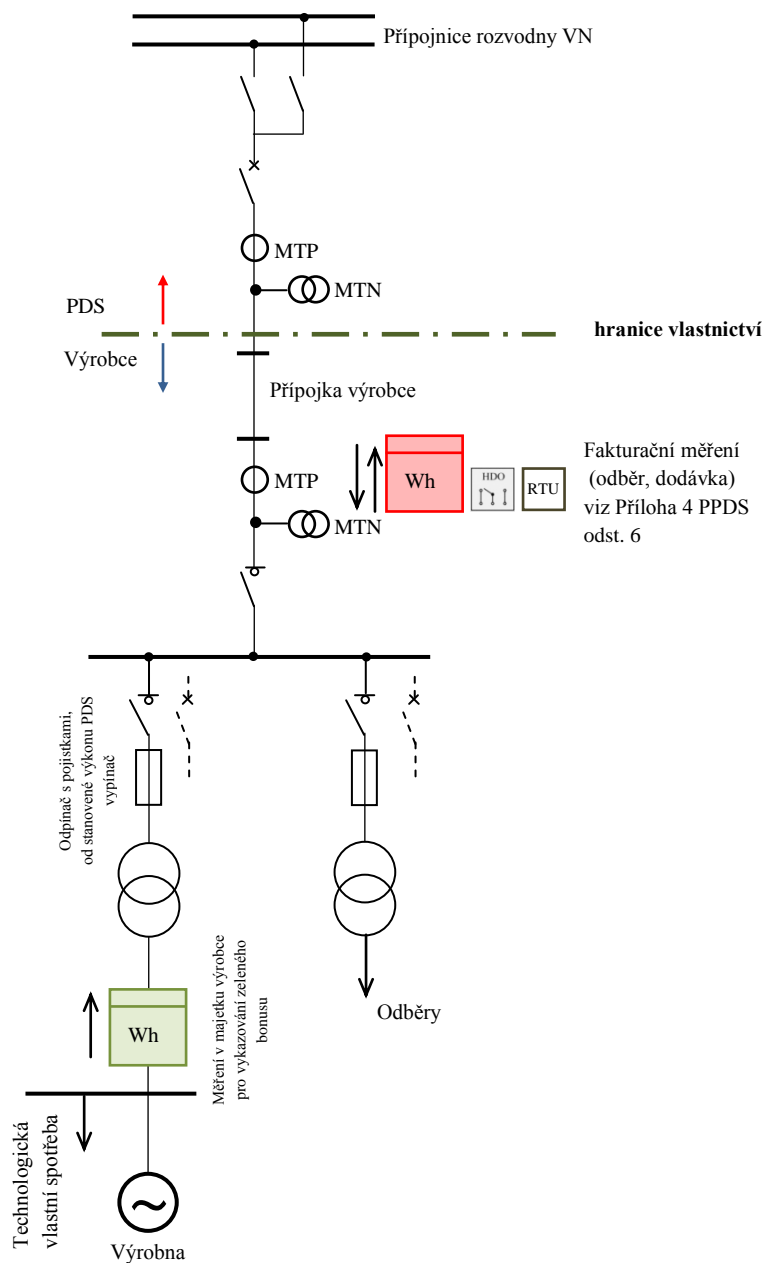 Přípojnice rozvodny VN
MTP
MTN
PDS
hranice vlastnictví
Výrobce
Přípojka výrobce
Fakturační měření
(odběr, dodávka)
viz Příloha 4 PPDS
odst. 6
Wh
HDO
RTU
MTP
MTN
Odpínač s pojistkami,
od stanovené výkonu PDS
vypínač
Měření v majetku výrobce
pro vykazování zeleného
bonusu
Wh
Odběry
Technologická
vlastní spotřeba
Výrobna